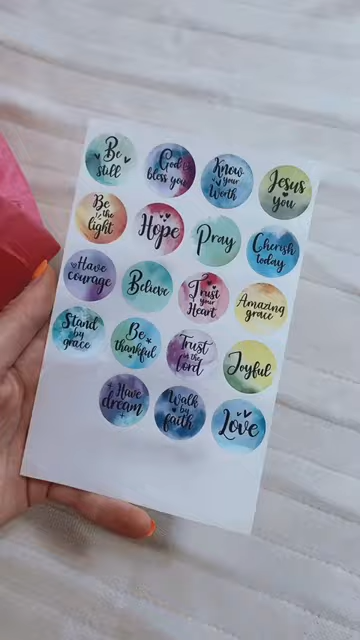 Be
still
God
bless you
Know
your
Worth
Jesus
you
Be
the
light
Hope
Pray
Cherish
today
Have
courage
Believe
Trust
your
Heart
Amazing
grace
Stand
by
grace
Be
thankful
Trust
in the
lord
Joyful
Have
dream
Walk
by
faith
Love